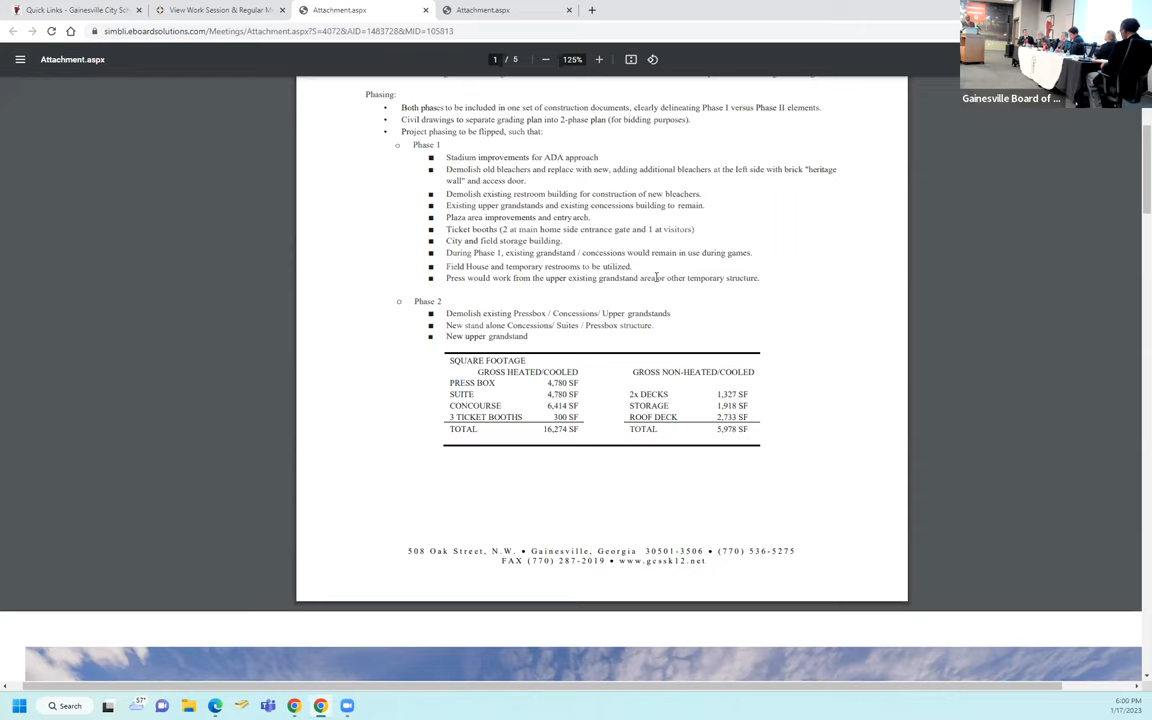 Quick Links - Gainesville City Sch
View Work Session & Regular M
Attachment.aspx
Attachment.aspx
simbli.eboardsolutions.com/Meetings/Attachment.aspx?S=4072&AID=1483728&MID=105813
Attachment.aspx
1 / 5
125%
Gainesville Board of ...
Phasing:
Both phases to be included in one set of construction documents, clearly delineating Phase I versus Phase II elements.
Civil drawings to separate grading plan into 2-phase plan (for bidding purposes).
Project phasing to be flipped, such that:
Phase 1
Stadium improvements for ADA approach
Demolish old bleachers and replace with new, adding additional bleachers at the left side with brick "heritage
wall" and access door.
Demolish existing restroom building for construction of new bleachers.
Existing upper grandstands and existing concessions building to remain.
Plaza area improvements and entry arch.
Ticket booths (2 at main home side entrance gate and 1 at visitors)
City and field storage building.
During Phase 1, existing grandstand / concessions would remain in use during games.
Field House and temporary restrooms to be utilized.
Press would work from the upper existing grandstand area or other temporary structure.
Phase 2
Demolish existing Pressbox / Concessions/ Upper grandstands
New stand alone Concessions/ Suites / Pressbox structure.
New upper grandstand
SQUARE FOOTAGE
GROSS HEATED/COOLED GROSS NON-HEATED/COOLED
PRESS BOX 4,780 SF
SUITE 4,780 SF 2x DECKS 1,327 SF
CONCOURSE 6,414 SF STORAGE 1,918 SF
3 TICKET BOOTHS 300 SF ROOF DECK 2,733 SF
TOTAL 16,274 SF TOTAL 5,978 SF
508 Oak Street, N.W. • Gainesville, Georgia 30501-3506 • (770) 536-5275
FAX (770) 287-2019 • www.gcssk12.net
Search
57°
6:00 PM
1/17/2023